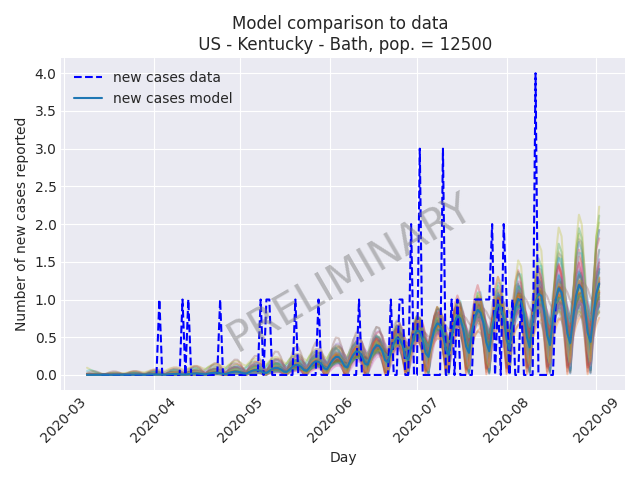 Model comparison to data
US - Kentucky - Bath, pop. = 12500
new cases data
new cases model
PRELIMINARY
Number of new cases reported
4.0
3.5
3.0
2.5
2.0
1.5
1.0
0.5
0.0
2020-03
2020-04
2020-05
2020-06
2020-07
2020-08
2020-09
Day